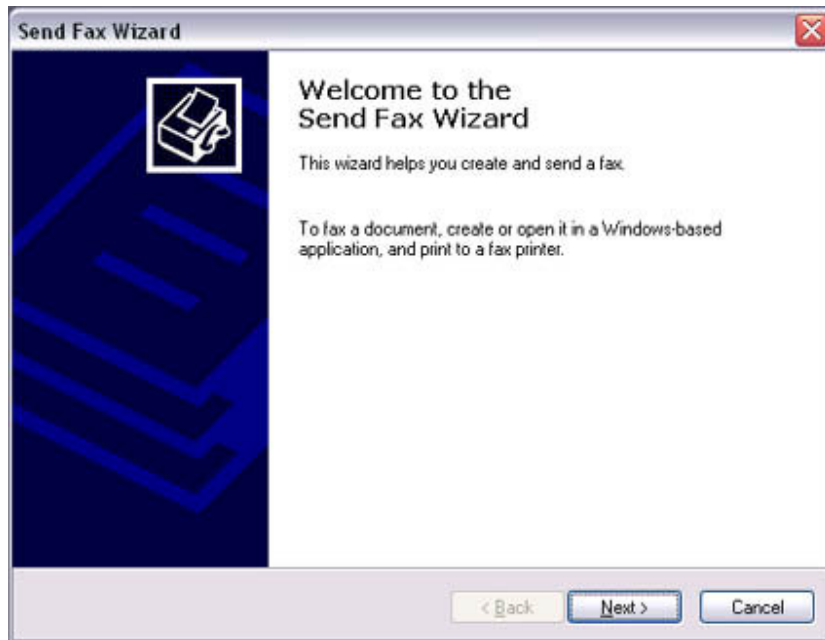 Send Fax Wizard
Welcome to the
Send Fax Wizard
This wizard helps you create and send a fax.
To fax a document, create or open it in a Windows-based
application, and print to a fax printer.
< Back
Next >
Cancel